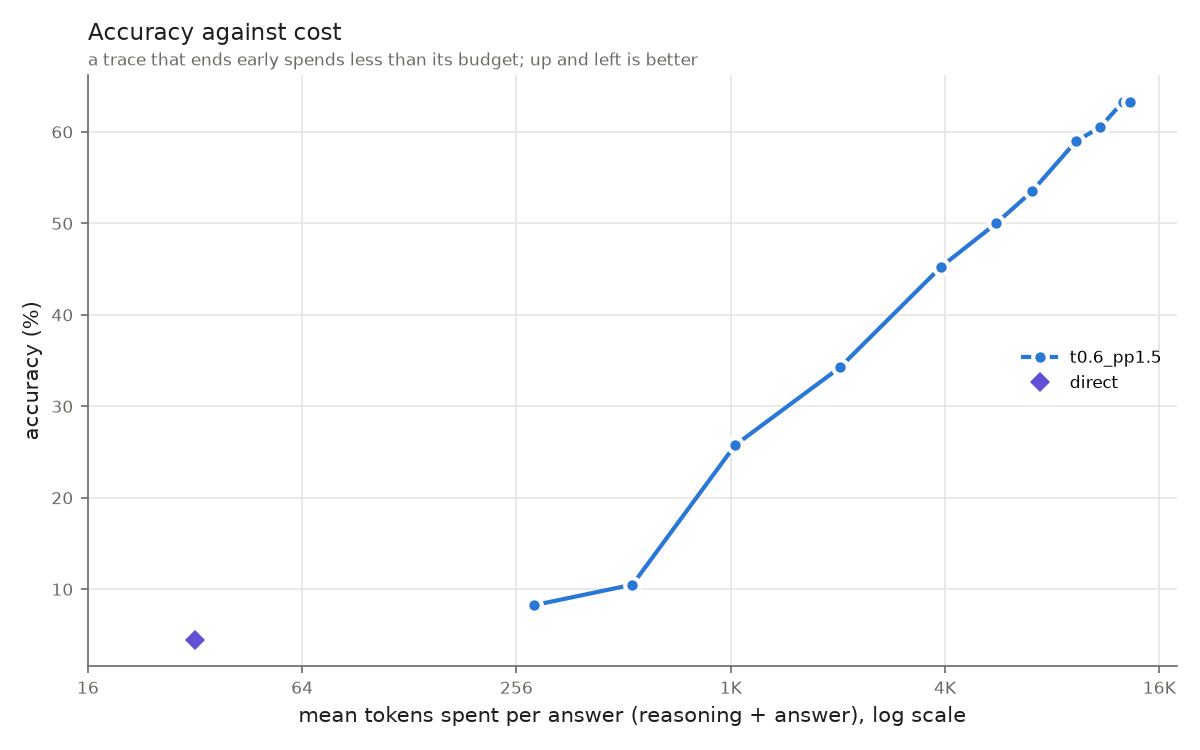 Accuracy against cost
a trace that ends early spends less than its budget; up and left is better
accuracy (%)
60
50
40
30
20
10
t0.6_pp1.5
direct
16
64
256
1K
4K
16K
mean tokens spent per answer (reasoning + answer), log scale